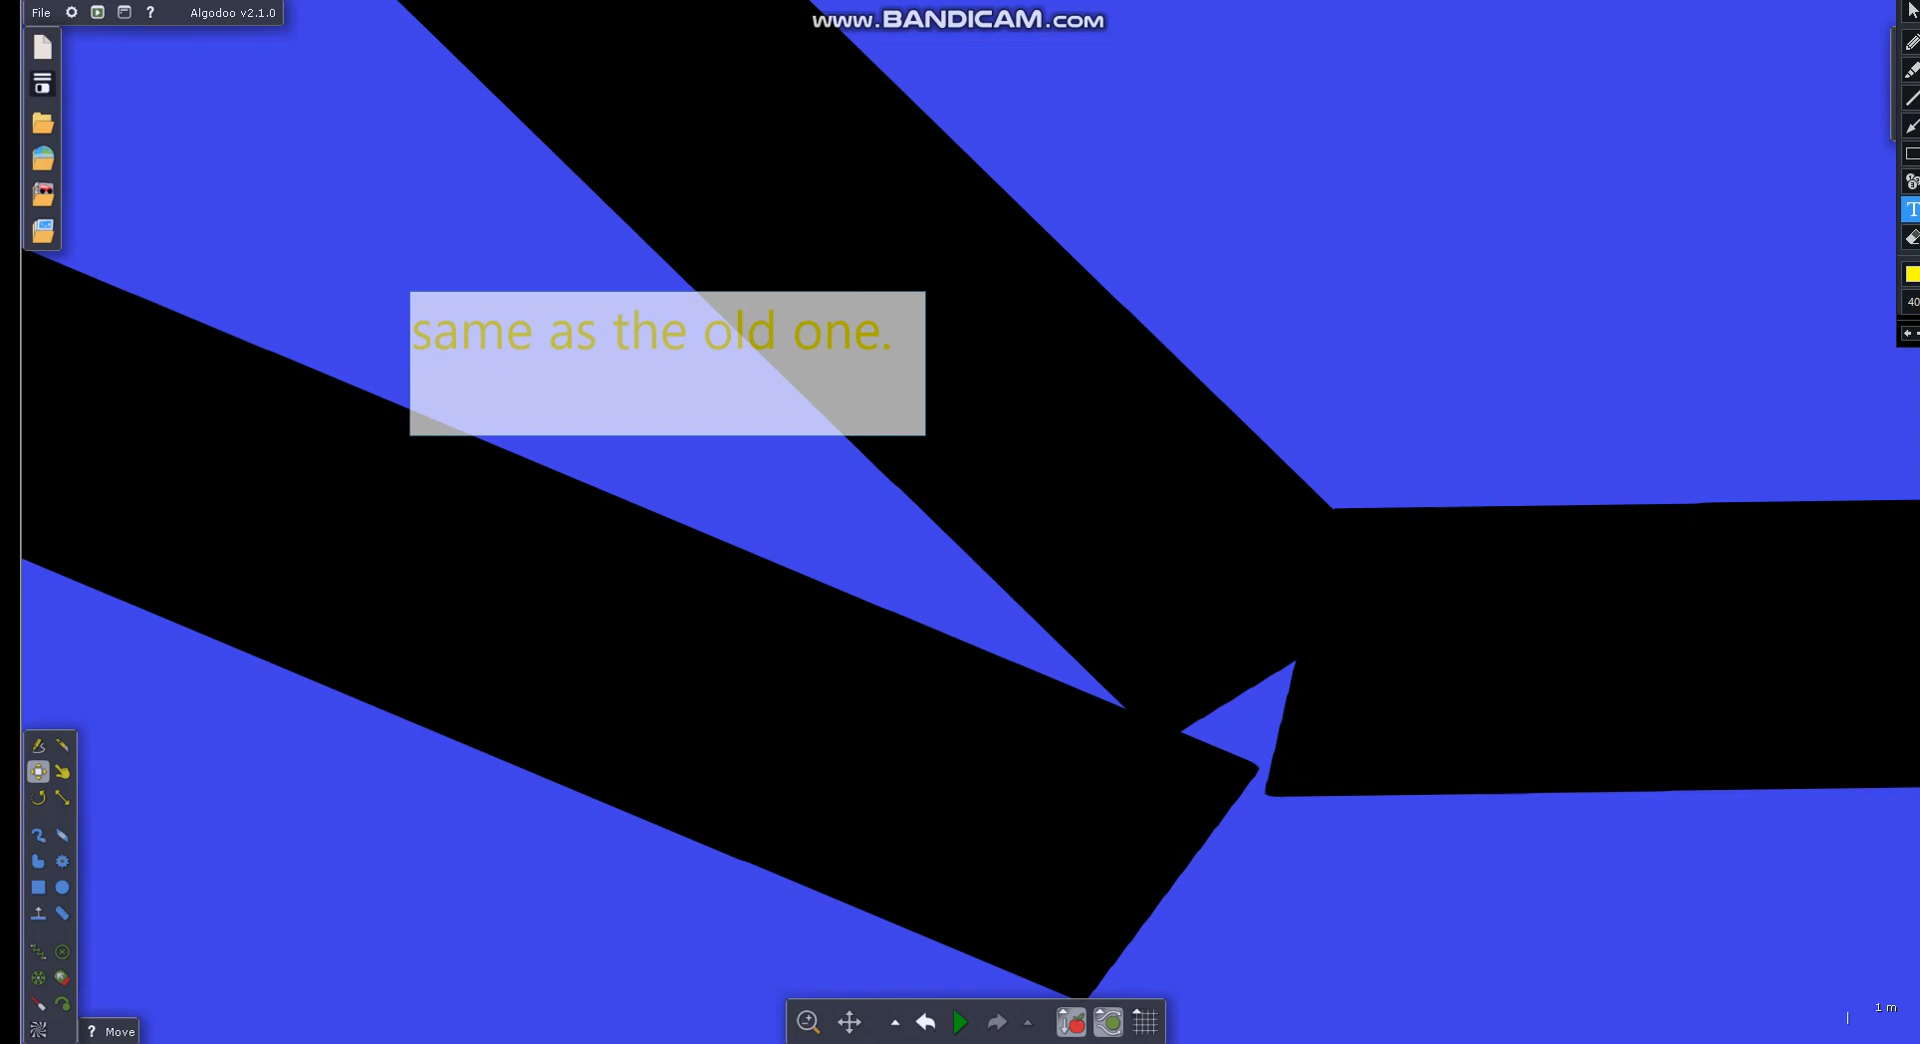 File ? Algodoo v2.1.0
www.BANDICAM.com
same as the old one.
T
40
? Move
1 m